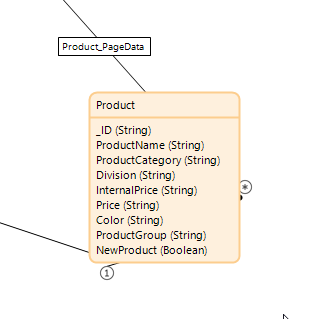 Product_PageData
Product
_ID (String)
ProductName (String)
ProductCategory (String)
Division (String)
InternalPrice (String)
Price (String)
Color (String)
ProductGroup (String)
NewProduct (Boolean)
*
1